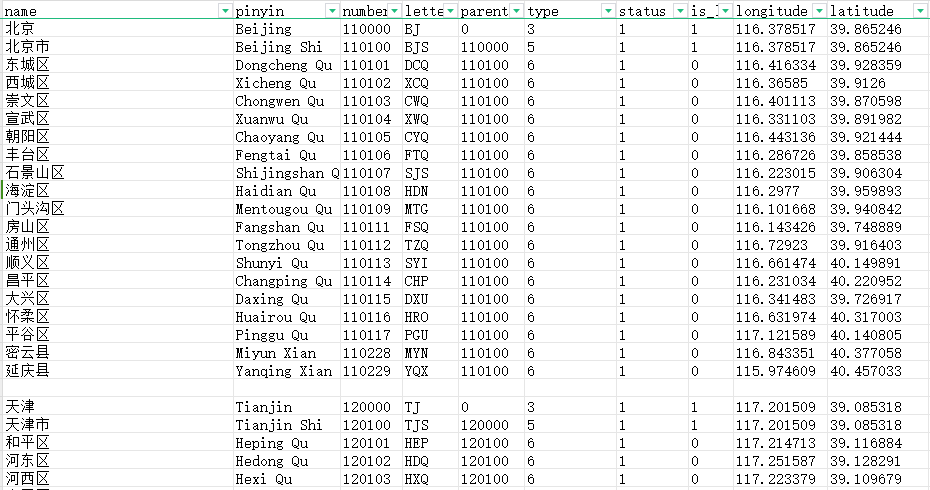 name pinyin number lette parent type status is_ longitude latitude
北京 Beijing 110000 BJ 0 3 1 1 116.378517 39.865246
北京市 Beijing Shi 110100 BJS 110000 5 1 1 116.378517 39.865246
东城区 Dongcheng Qu 110101 DCQ 110100 6 1 0 116.416334 39.928359
西城区 Xicheng Qu 110102 XCQ 110100 6 1 0 116.36585 39.9126
崇文区 Chongwen Qu 110103 CWQ 110100 6 1 0 116.401113 39.870598
宣武区 Xuanwu Qu 110104 XWQ 110100 6 1 0 116.331103 39.891982
朝阳区 Chaoyang Qu 110105 CYQ 110100 6 1 0 116.443136 39.921444
丰台区 Fengtai Qu 110106 FTQ 110100 6 1 0 116.286726 39.858538
石景山区 Shijingshan Q 110107 SJS 110100 6 1 0 116.223015 39.906304
海淀区 Haidian Qu 110108 HDN 110100 6 1 0 116.2977 39.959893
门头沟区 Mentougou Qu 110109 MTG 110100 6 1 0 116.101668 39.940842
房山区 Fangshan Qu 110111 FSQ 110100 6 1 0 116.143426 39.748889
通州区 Tongzhou Qu 110112 TZQ 110100 6 1 0 116.72923 39.916403
顺义区 Shunyi Qu 110113 SYI 110100 6 1 0 116.661474 40.149891
昌平区 Changping Qu 110114 CHP 110100 6 1 0 116.231034 40.220952
大兴区 Daxing Qu 110115 DXU 110100 6 1 0 116.341483 39.726917
怀柔区 Huairou Qu 110116 HRO 110100 6 1 0 116.631974 40.317003
平谷区 Pinggu Qu 110117 PGU 110100 6 1 0 117.121589 40.140805
密云县 Miyun Xian 110228 MYN 110100 6 1 0 116.843351 40.377058
延庆县 Yanqing Xian 110229 YQX 110100 6 1 0 115.974609 40.457033
天津 Tianjin 120000 TJ 0 3 1 1 117.201509 39.085318
天津市 Tianjin Shi 120100 TJS 120000 5 1 1 117.201509 39.085318
和平区 Heping Qu 120101 HEP 120100 6 1 0 117.214713 39.116884
河东区 Hedong Qu 120102 HDQ 120100 6 1 0 117.251587 39.128291
河西区 Hexi Qu 120103 HXQ 120100 6 1 0 117.223379 39.109679